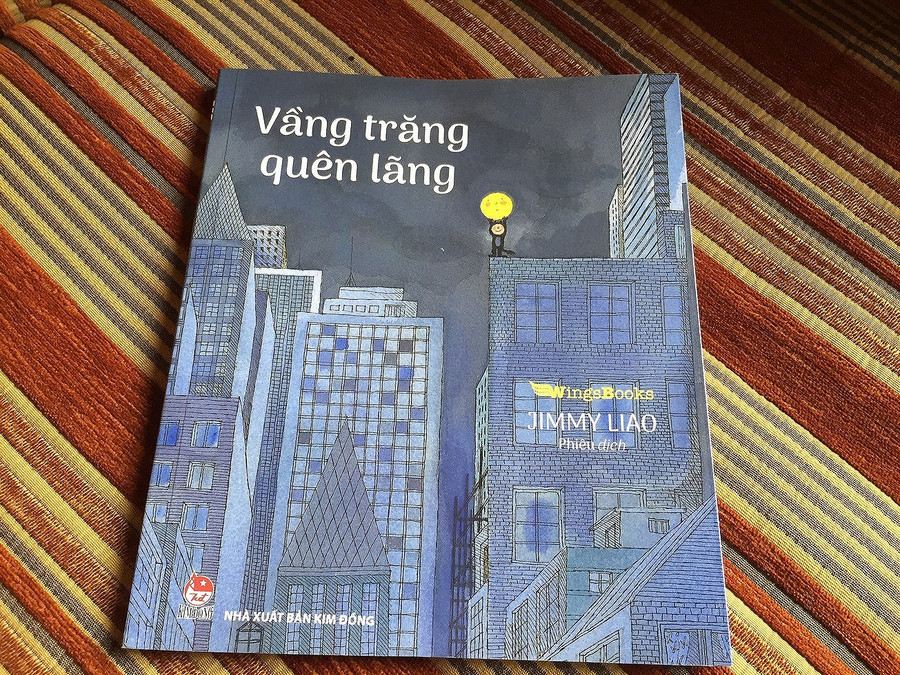 Vầng trăng
quên lãng
WingsBooks
JIMMY LIAO
Phiêu dịch
NHÀ XUẤT BẢN KIM ĐỒNG